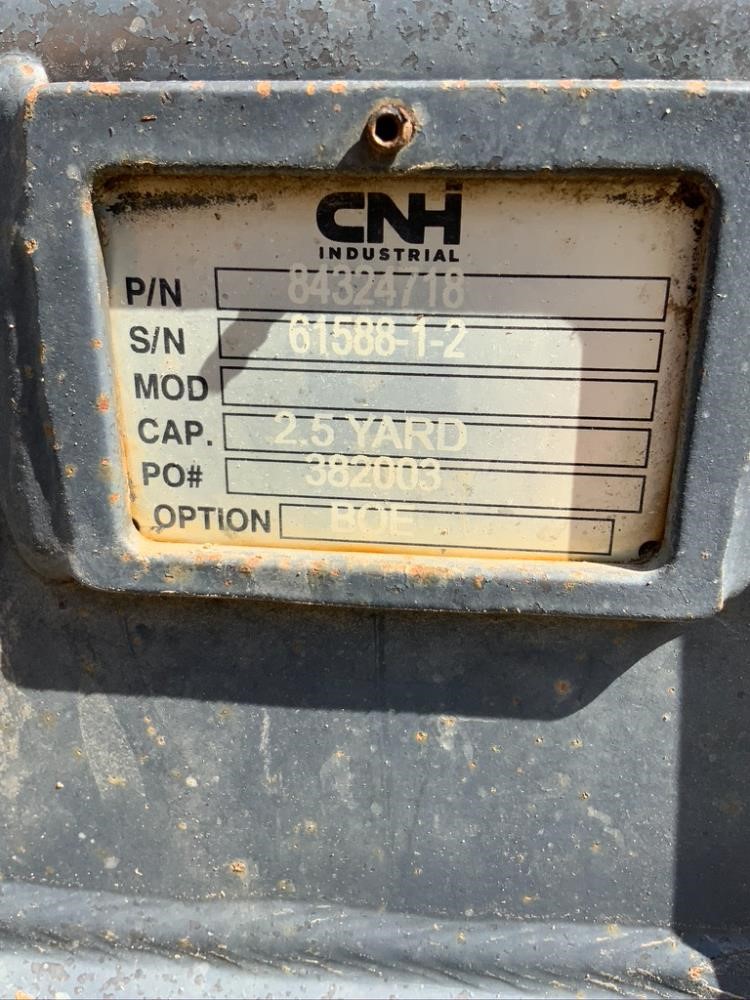 CNH
INDUSTRIAL
P/N 84324718
S/N 61588-1-2
MOD
CAP. 2.5 YARD
PO# 382003
OPTION BOE